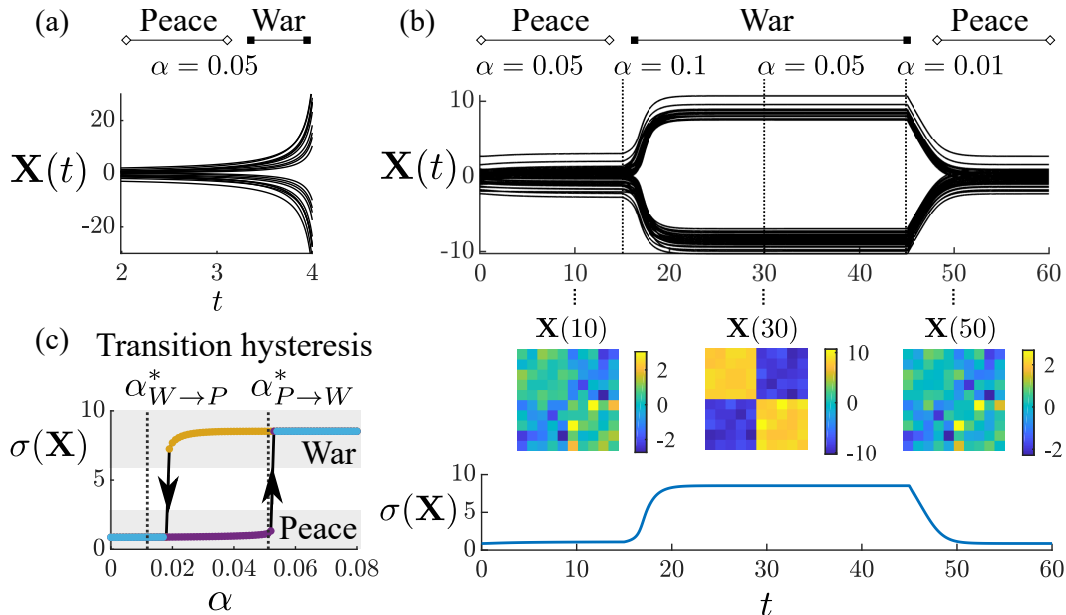 (a)
Peace War
α = 0.05
X(t)
20
0
-20
2 3 4
t
(b)
Peace War Peace
α = 0.05 α = 0.1 α = 0.05 α = 0.01
X(t)
10
0
-10
0 10 20 30 40 50 60
X(10) X(30) X(50)
2
0
-2
10
0
-10
2
0
-2
(c)
Transition hysteresis
α*W→P α*P→W
σ(X)
10
5
0
War
Peace
0 0.02 0.04 0.06 0.08
α
σ(X)
10
5
0
0 10 20 30 40 50 60
t